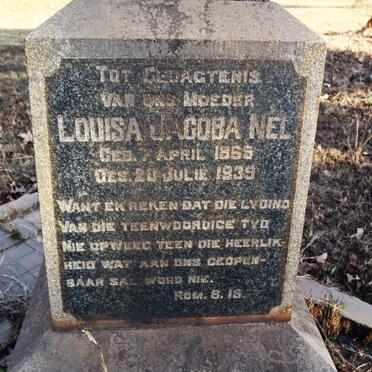 TOT GEDAGTENIS
VAN ONS MOEDER
LOUISA JACOBA NEL
GEB. 7 APRIL 1865
OES. 20 JULIE 1939
WANT EK REKEN DAT DIE LYDING
VAN DIE TEENWOORDIGE TYD
NIE OPWEEG TEEN DIE HEERLIK-
HEID WAT AAN ONS GEOPEN-
BAAR SAL WORD NIE.
ROM. 8. 18.